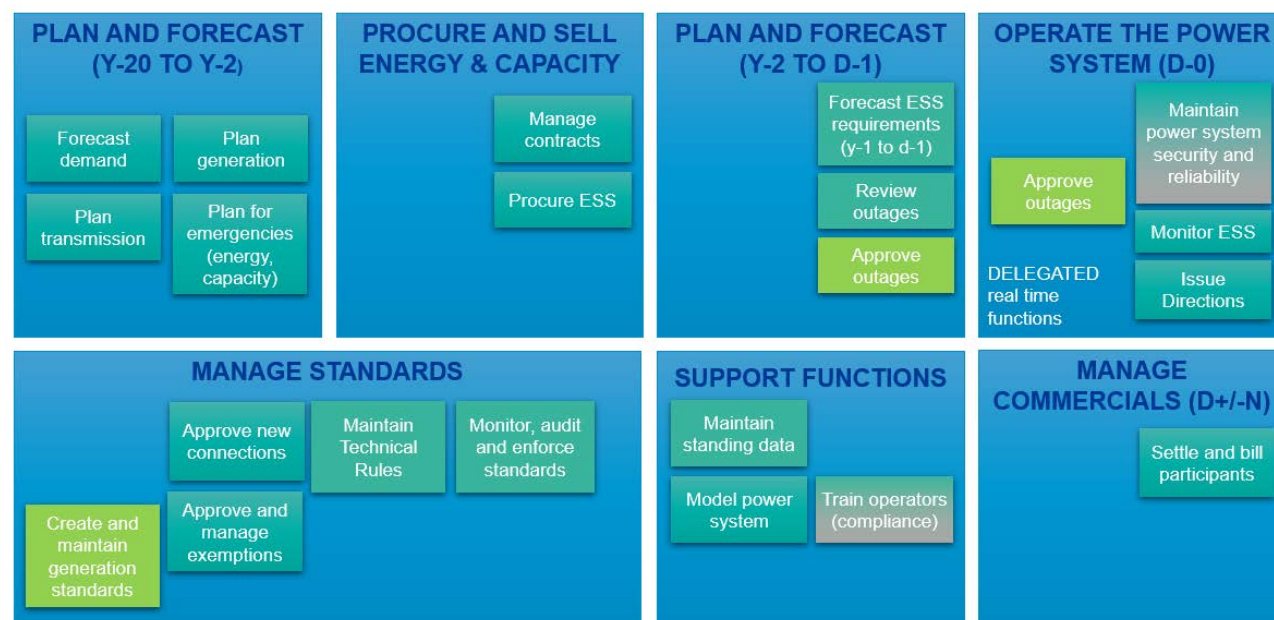 PLAN AND FORECAST
(Y-20 TO Y-2)
Forecast
demand
Plan
generation
Plan
transmission
Plan for
emergencies
(energy,
capacity)
PROCURE AND SELL
ENERGY & CAPACITY
Manage
contracts
Procure ESS
PLAN AND FORECAST
(Y-2 TO D-1)
Forecast ESS
requirements
(y-1 to d-1)
Review
outages
Approve
outages
OPERATE THE POWER
SYSTEM (D-0)
Maintain
power system
security and
reliability
Approve
outages
Monitor ESS
DELEGATED
real time
functions
Issue
Directions
MANAGE STANDARDS
Approve new
connections
Maintain
Technical
Rules
Monitor, audit
and enforce
standards
Create and
maintain
generation
standards
Approve and
manage
exemptions
SUPPORT FUNCTIONS
Maintain
standing data
Model power
system
Train operators
(compliance)
MANAGE
COMMERCIALS (D+/-N)
Settle and bill
participants